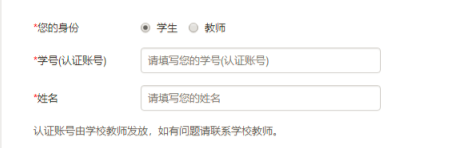 *您的身份 学生 教师
*学号(认证账号) 请填写您的学号(认证账号)
*姓名 请填写您的姓名
认证账号由学校教师发放，如有问题请联系学校教师。